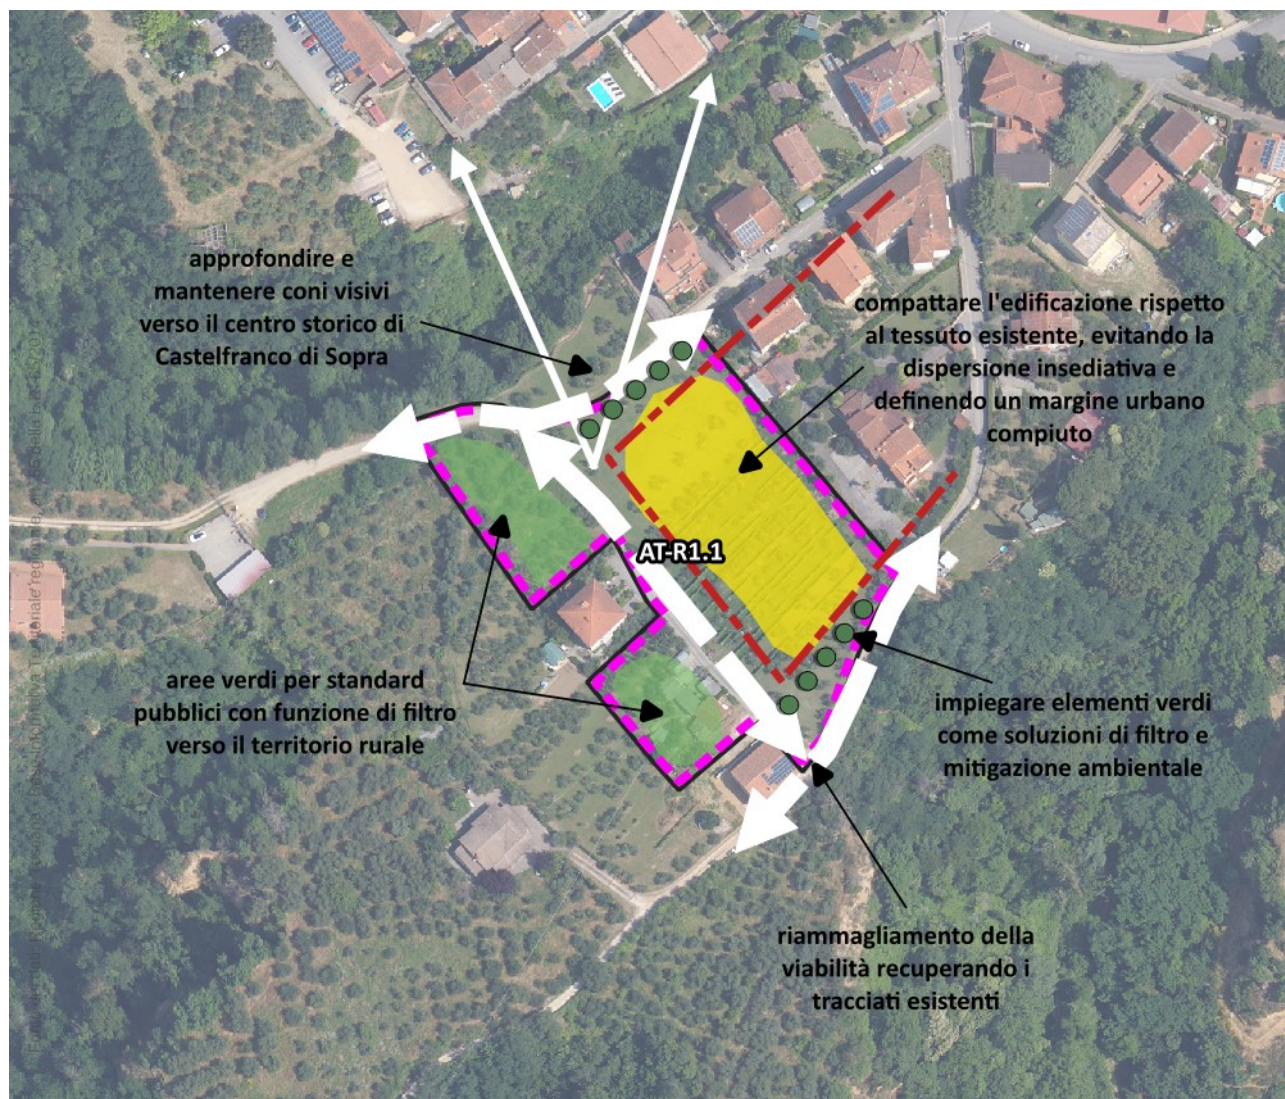 approfondire e
mantenere coni visivi
verso il centro storico di
Castelfranco di Sopra
compattare l'edificazione rispetto
al tessuto esistente, evitando la
dispersione insediativa e
definendo un margine urbano
compiuto
AT-R1.1
aree verdi per standard
pubblici con funzione di filtro
verso il territorio rurale
impiegare elementi verdi
come soluzioni di filtro e
mitigazione ambientale
riammagliamento della
viabilità recuperando i
tracciati esistenti